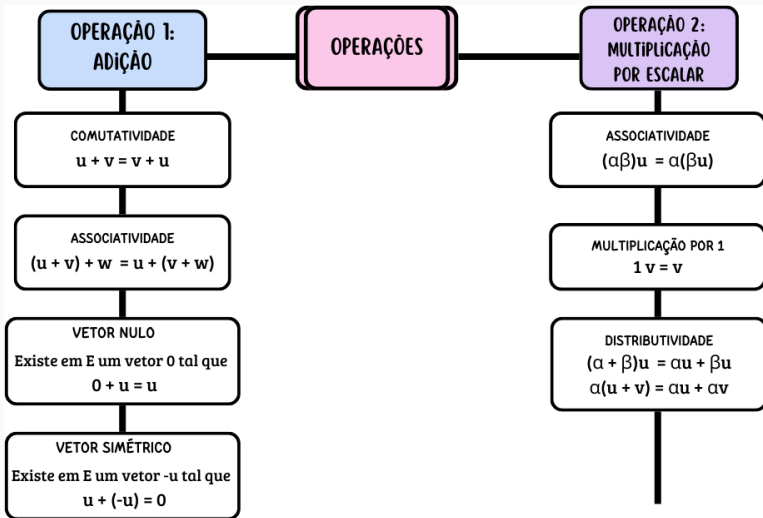 OPERAÇÃO 1:
ADIÇÃO
OPERAÇÕES
OPERAÇÃO 2:
MULTIPLICAÇÃO
POR ESCALAR
COMUTATIVIDADE
u + v = v + u
ASSOCIATIVIDADE
(u + v) + w = u + (v + w)
VETOR NULO
Existe em E um vetor 0 tal que
0 + u = u
VETOR SIMÉTRICO
Existe em E um vetor -u tal que
u + (-u) = 0
ASSOCIATIVIDADE
(αβ)u = α(βu)
MULTIPLICAÇÃO POR 1
1 v = v
DISTRIBUTIVIDADE
(α + β)u = αu + βu
α(u + v) = αu + αv